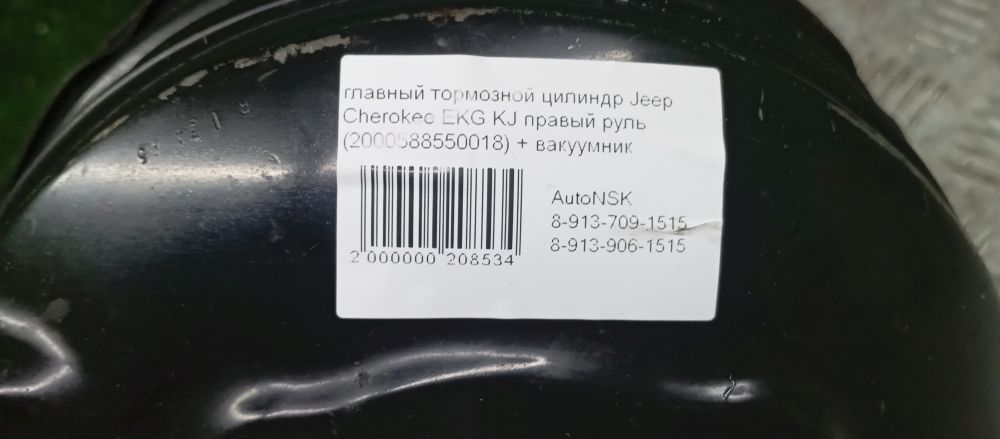 главный тормозной цилиндр Jeep
Cherokee EKG KJ правый руль
(2000588550018) + вакуумник
AutoNSK
8-913-709-1515
8-913-906-1515
2 000000 208534